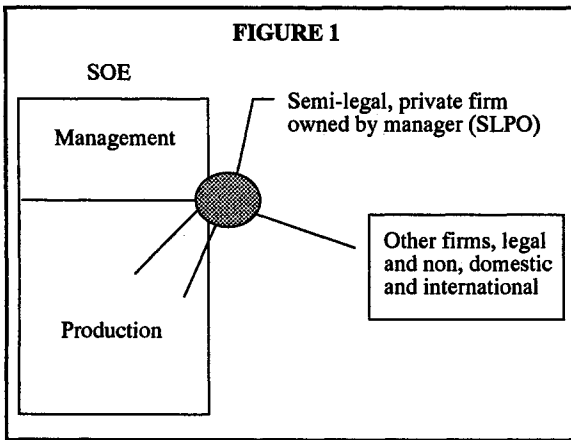 FIGURE 1
SOE
Management
Semi-legal, private firm
owned by manager (SLPO)
Other firms, legal
and non, domestic
and international
Production